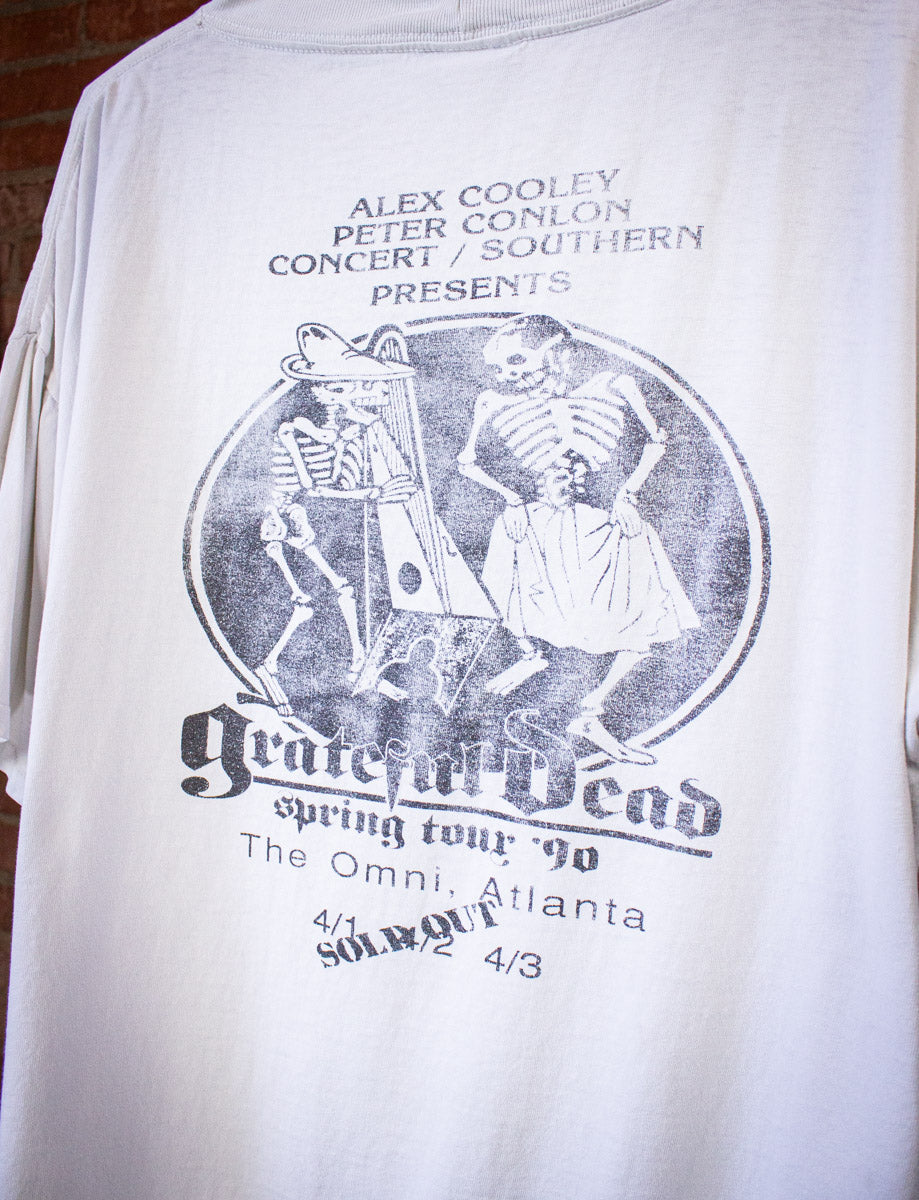 ALEX COOLEY
PETER CONLON
CONCERT / SOUTHERN
PRESENTS
grateful Dead
spring tour '90
The Omni, Atlanta
4/1 4/2 4/3
SOLD OUT